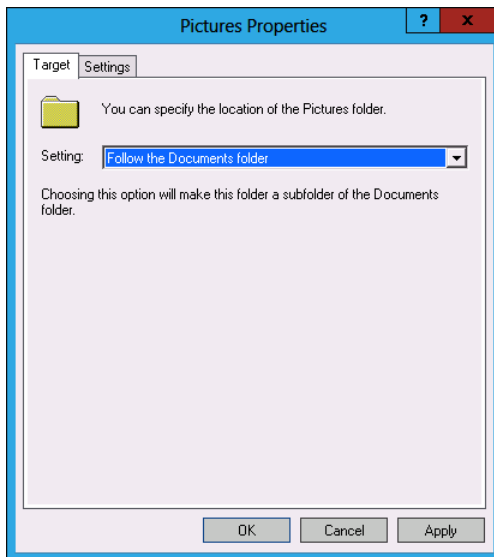 Pictures Properties
? x
Target Settings
You can specify the location of the Pictures folder.
Setting: Follow the Documents folder
Choosing this option will make this folder a subfolder of the Documents
folder.
OK Cancel Apply